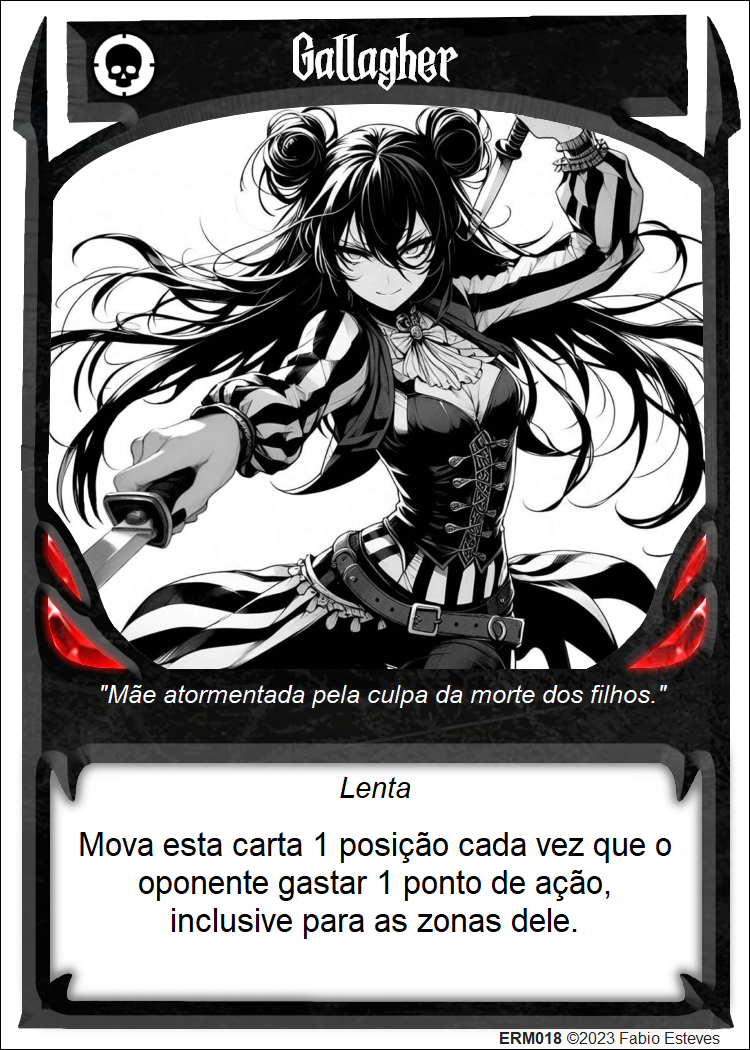 Gallagher
"Mãe atormentada pela culpa da morte dos filhos."
Lenta
Mova esta carta 1 posição cada vez que o
oponente gastar 1 ponto de ação,
inclusive para as zonas dele.
ERM018 ©2023 Fabio Esteves